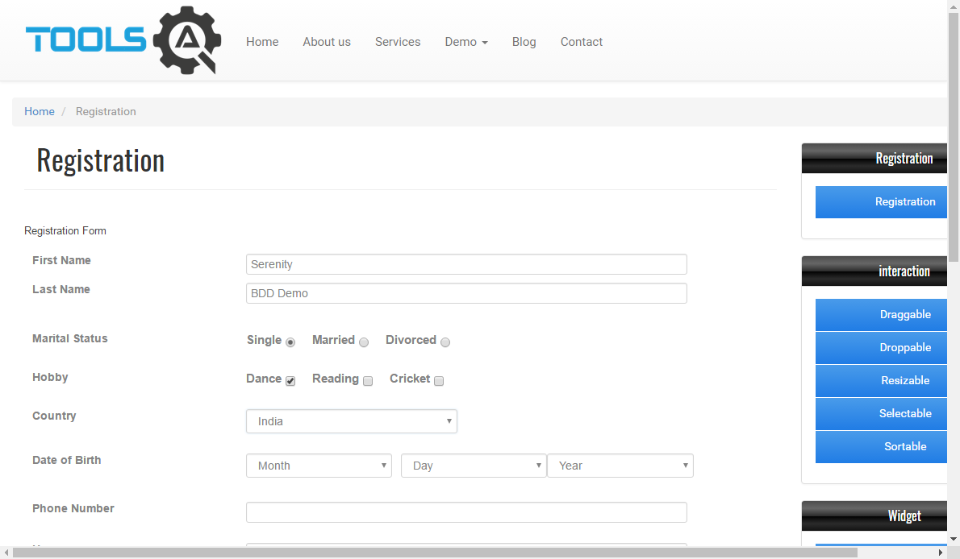 TOOLS A
Home About us Services Demo Blog Contact
Home / Registration
Registration
Registration Form
First Name Serenity
Last Name BDD Demo
Marital Status Single Married Divorced
Hobby Dance Reading Cricket
Country India
Date of Birth Month Day Year
Phone Number
Registration
Registration
interaction
Draggable
Droppable
Resizable
Selectable
Sortable
Widget